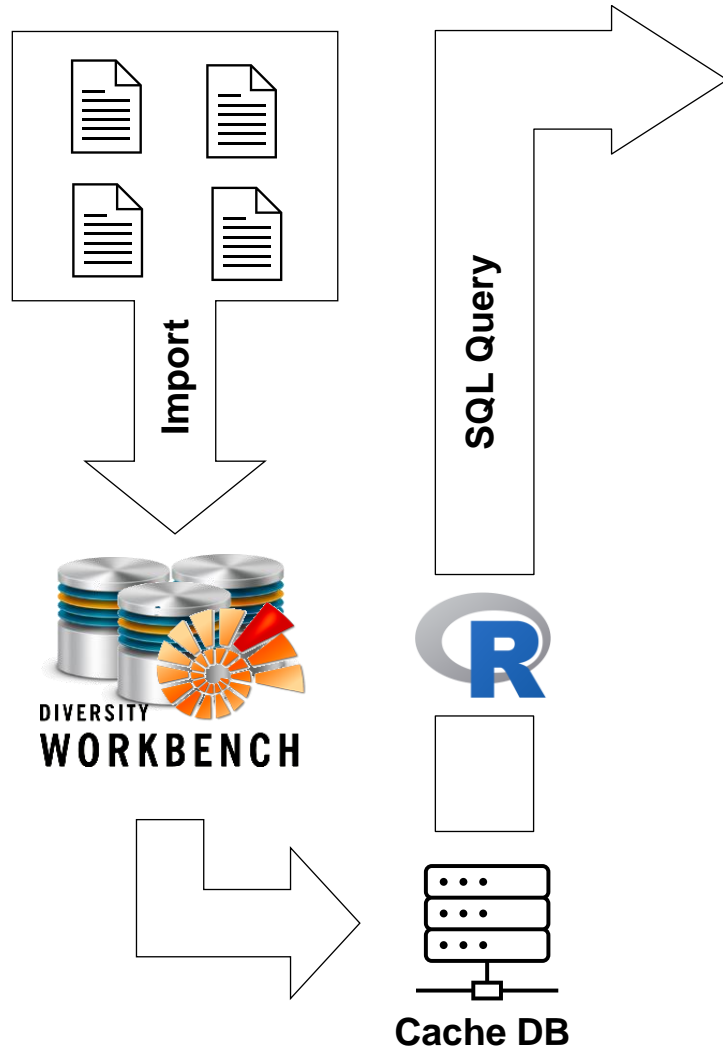 Import
SQL Query
DIVERSITY
WORKBENCH
R
Cache DB